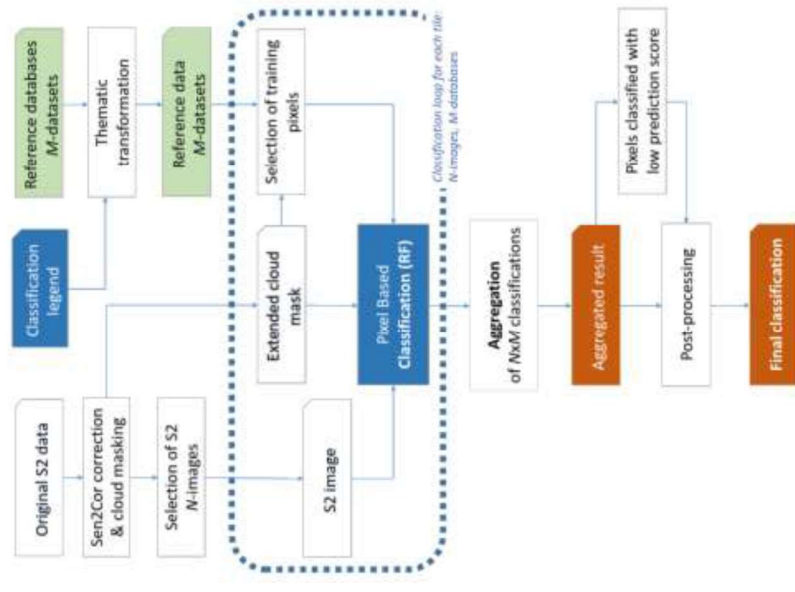 Original S2 data
Classification
legend
Reference databases
M-datasets
Sen2Cor correction
& cloud masking
Thematic
transformation
Selection of S2
N-images
Reference data
M-datasets
S2 image
Extended cloud
mask
Selection of training
pixels
Pixel Based
Classification (RF)
Classification loop for each tile:
N-images, M-databases
Aggregation
of NxM classifications
Aggregated result
Pixels classified with
low prediction score
Post-processing
Final classification